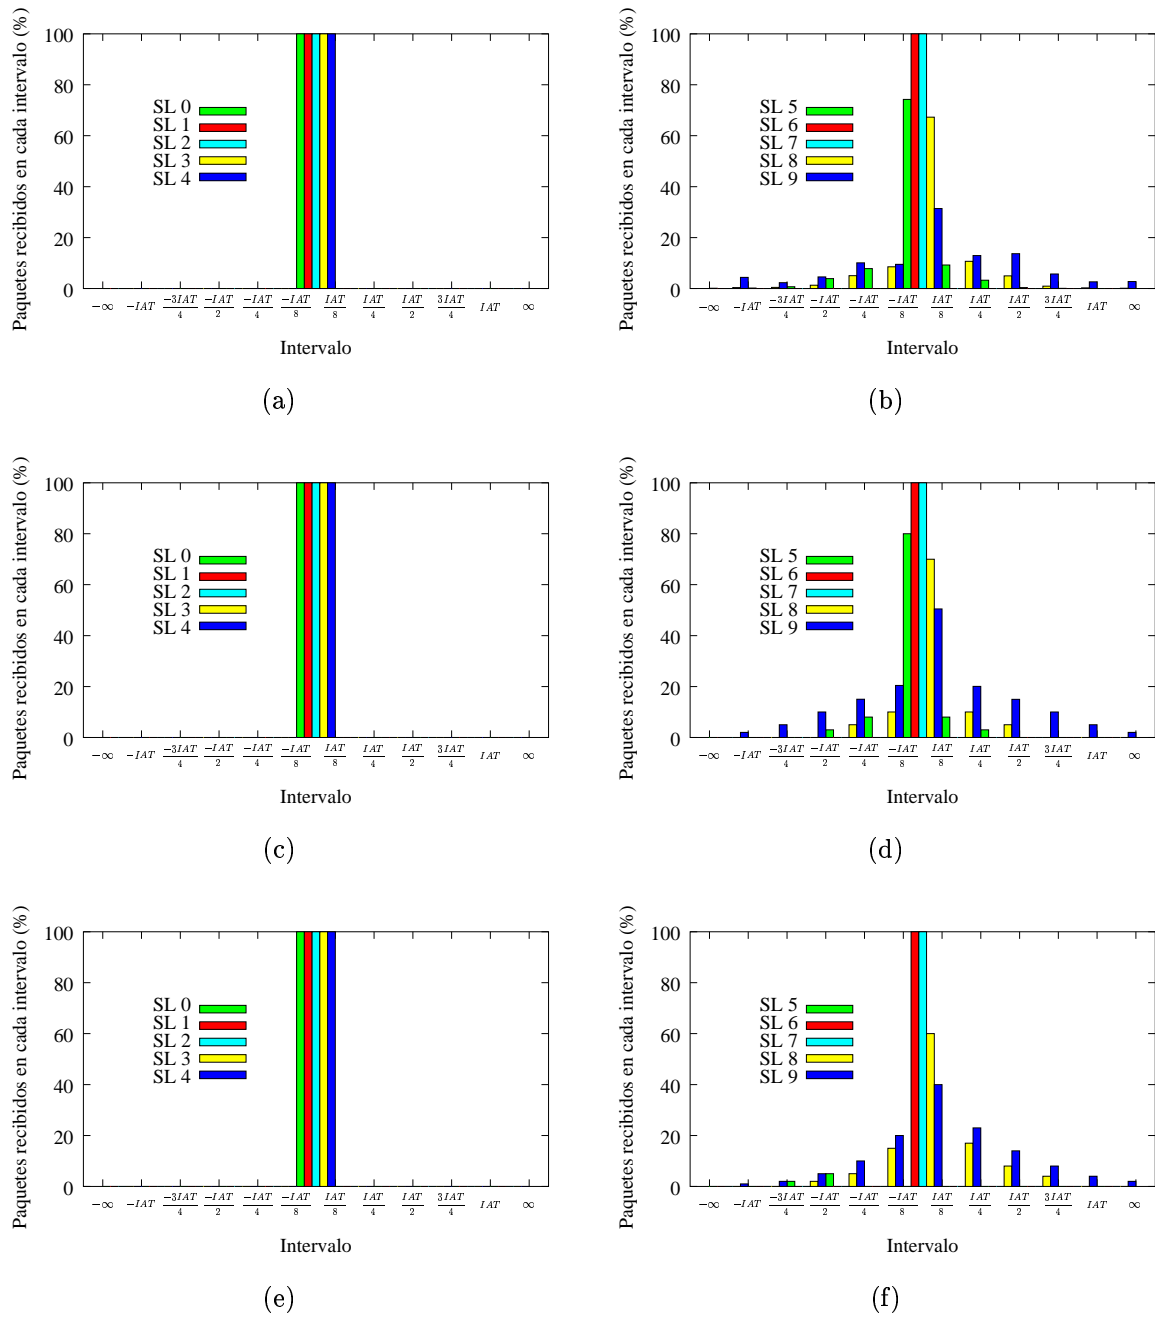 Paquetes recibidos en cada intervalo (%)
100
80
60
40
20
0
SL 0
SL 1
SL 2
SL 3
SL 4
−∞ −IAT −3IAT/4 −IAT/2 −IAT/4 −IAT/8 IAT/8 IAT/4 IAT/2 3IAT/4 IAT ∞
Intervalo
(a)
Paquetes recibidos en cada intervalo (%)
100
80
60
40
20
0
SL 5
SL 6
SL 7
SL 8
SL 9
−∞ −IAT −3IAT/4 −IAT/2 −IAT/4 −IAT/8 IAT/8 IAT/4 IAT/2 3IAT/4 IAT ∞
Intervalo
(b)
Paquetes recibidos en cada intervalo (%)
100
80
60
40
20
0
SL 0
SL 1
SL 2
SL 3
SL 4
−∞ −IAT −3IAT/4 −IAT/2 −IAT/4 −IAT/8 IAT/8 IAT/4 IAT/2 3IAT/4 IAT ∞
Intervalo
(c)
Paquetes recibidos en cada intervalo (%)
100
80
60
40
20
0
SL 5
SL 6
SL 7
SL 8
SL 9
−∞ −IAT −3IAT/4 −IAT/2 −IAT/4 −IAT/8 IAT/8 IAT/4 IAT/2 3IAT/4 IAT ∞
Intervalo
(d)
Paquetes recibidos en cada intervalo (%)
100
80
60
40
20
0
SL 0
SL 1
SL 2
SL 3
SL 4
−∞ −IAT −3IAT/4 −IAT/2 −IAT/4 −IAT/8 IAT/8 IAT/4 IAT/2 3IAT/4 IAT ∞
Intervalo
(e)
Paquetes recibidos en cada intervalo (%)
100
80
60
40
20
0
SL 5
SL 6
SL 7
SL 8
SL 9
−∞ −IAT −3IAT/4 −IAT/2 −IAT/4 −IAT/8 IAT/8 IAT/4 IAT/2 3IAT/4 IAT ∞
Intervalo
(f)